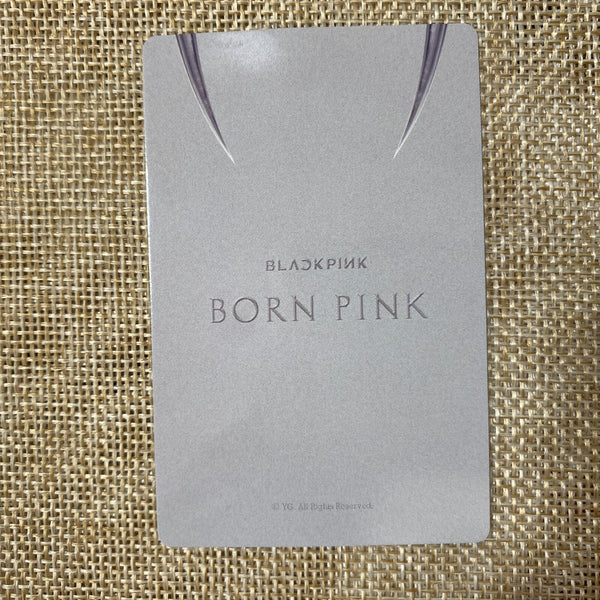 BLACKPINK
BORN PINK
© YG. All Rights Reserved.